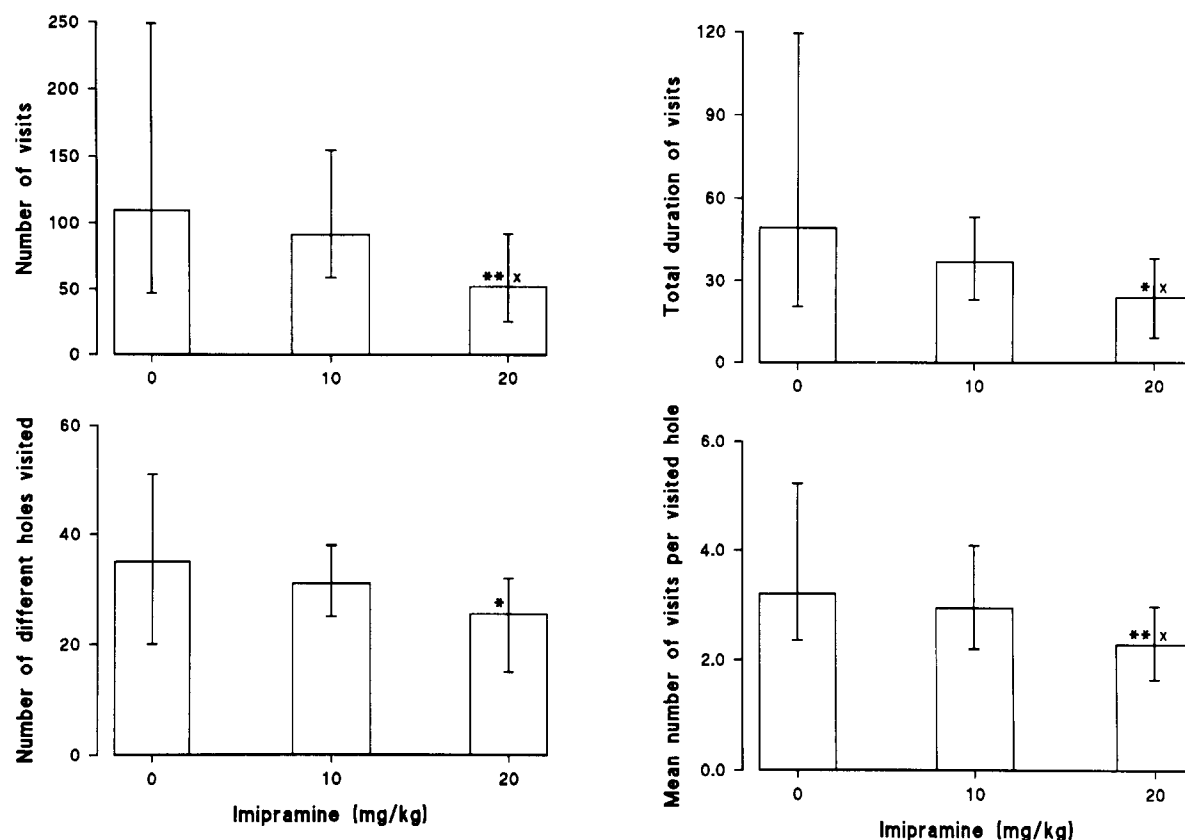 Number of visits
250
200
150
100
50
0
** x
0 10 20
Total duration of visits
120
90
60
30
0
* x
0 10 20
Number of different holes visited
60
40
20
0
*
0 10 20
Imipramine (mg/kg)
Mean number of visits per visited hole
6.0
4.0
2.0
0.0
** x
0 10 20
Imipramine (mg/kg)